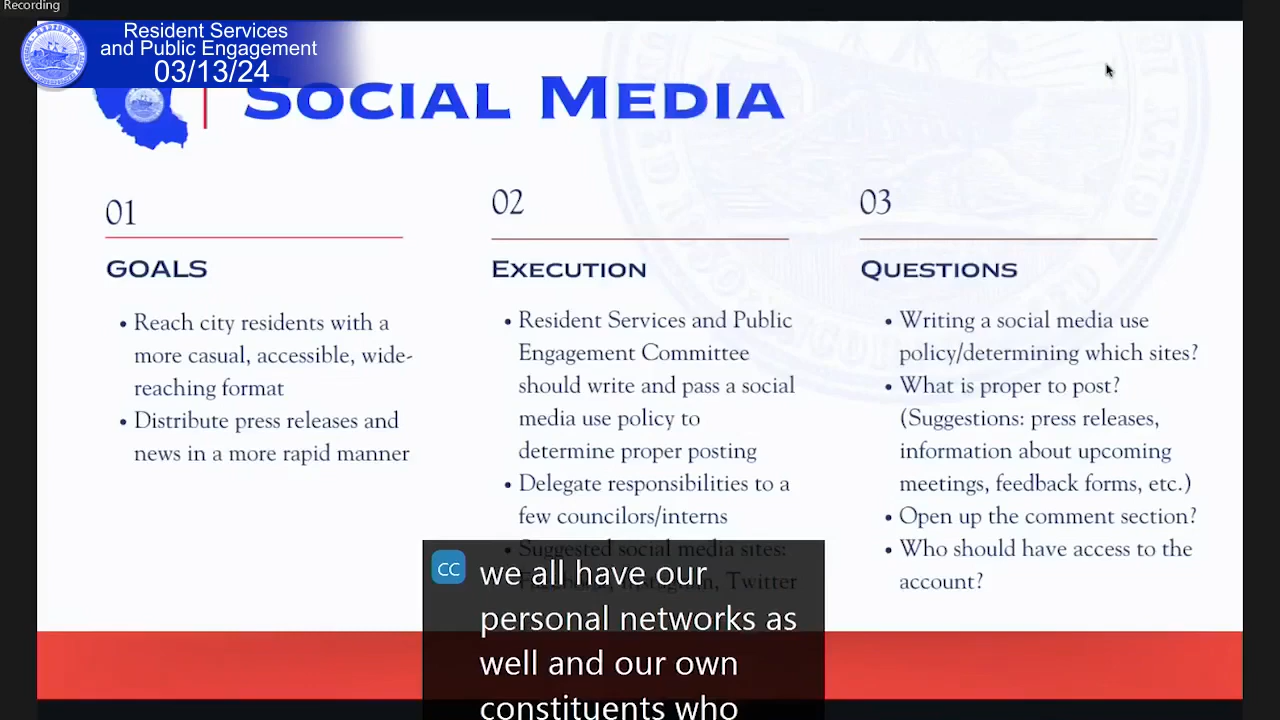 Recording
Resident Services
and Public Engagement
03/13/24
SOCIAL MEDIA
01
GOALS
• Reach city residents with a
more casual, accessible, wide-
reaching format
• Distribute press releases and
news in a more rapid manner
02
EXECUTION
• Resident Services and Public
Engagement Committee
should write and pass a social
media use policy to
determine proper posting
• Delegate responsibilities to a
few councilors/interns
• Suggested social media sites:
Facebook, Instagram, Twitter
03
QUESTIONS
• Writing a social media use
policy/determining which sites?
• What is proper to post?
(Suggestions: press releases,
information about upcoming
meetings, feedback forms, etc.)
• Open up the comment section?
• Who should have access to the
account?
CC
we all have our
personal networks as
well and our own
constituents who